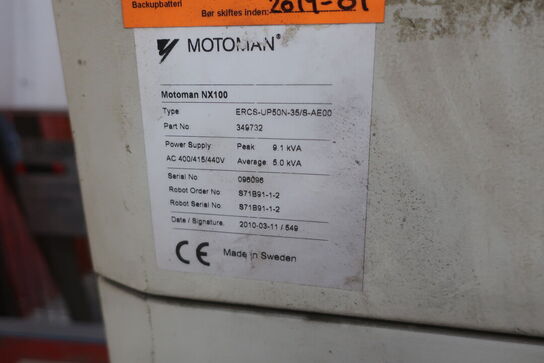 Backupbatteri
Bør skiftes inden: 2019-01
MOTOMAN®
Motoman NX100
Type ERCS-UP50N-35/S-AE00
Part No 349732
Power Supply: Peak 9.1 kVA
AC 400/415/440V Average: 5.0 kVA
Serial No 096096
Robot Order No S71B91-1-2
Robot Serial No S71B91-1-2
Date / Signature. 2010-03-11 / 549
CE Made in Sweden